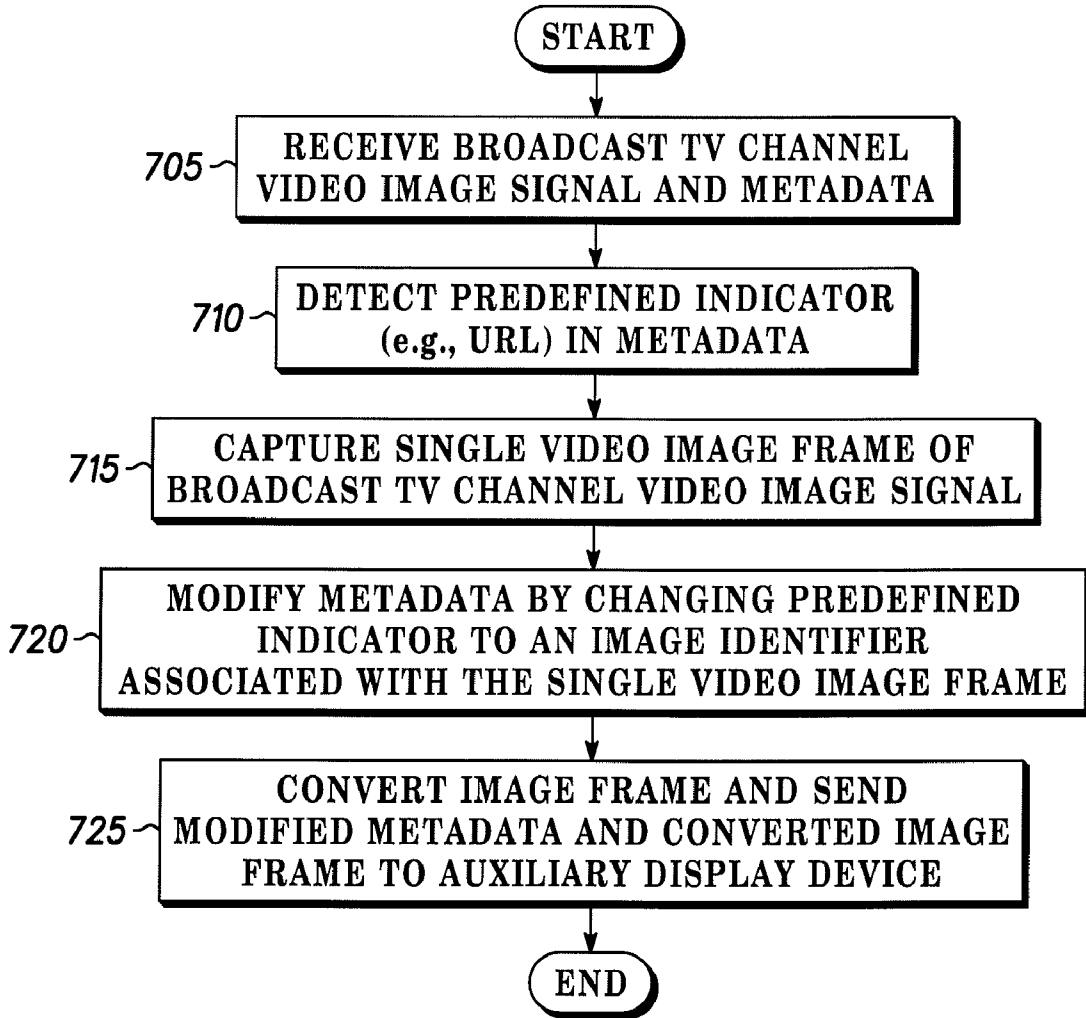 START
705
RECEIVE BROADCAST TV CHANNEL
VIDEO IMAGE SIGNAL AND METADATA
710
DETECT PREDEFINED INDICATOR
(e.g., URL) IN METADATA
715
CAPTURE SINGLE VIDEO IMAGE FRAME OF
BROADCAST TV CHANNEL VIDEO IMAGE SIGNAL
720
MODIFY METADATA BY CHANGING PREDEFINED
INDICATOR TO AN IMAGE IDENTIFIER
ASSOCIATED WITH THE SINGLE VIDEO IMAGE FRAME
725
CONVERT IMAGE FRAME AND SEND
MODIFIED METADATA AND CONVERTED IMAGE
FRAME TO AUXILIARY DISPLAY DEVICE
END